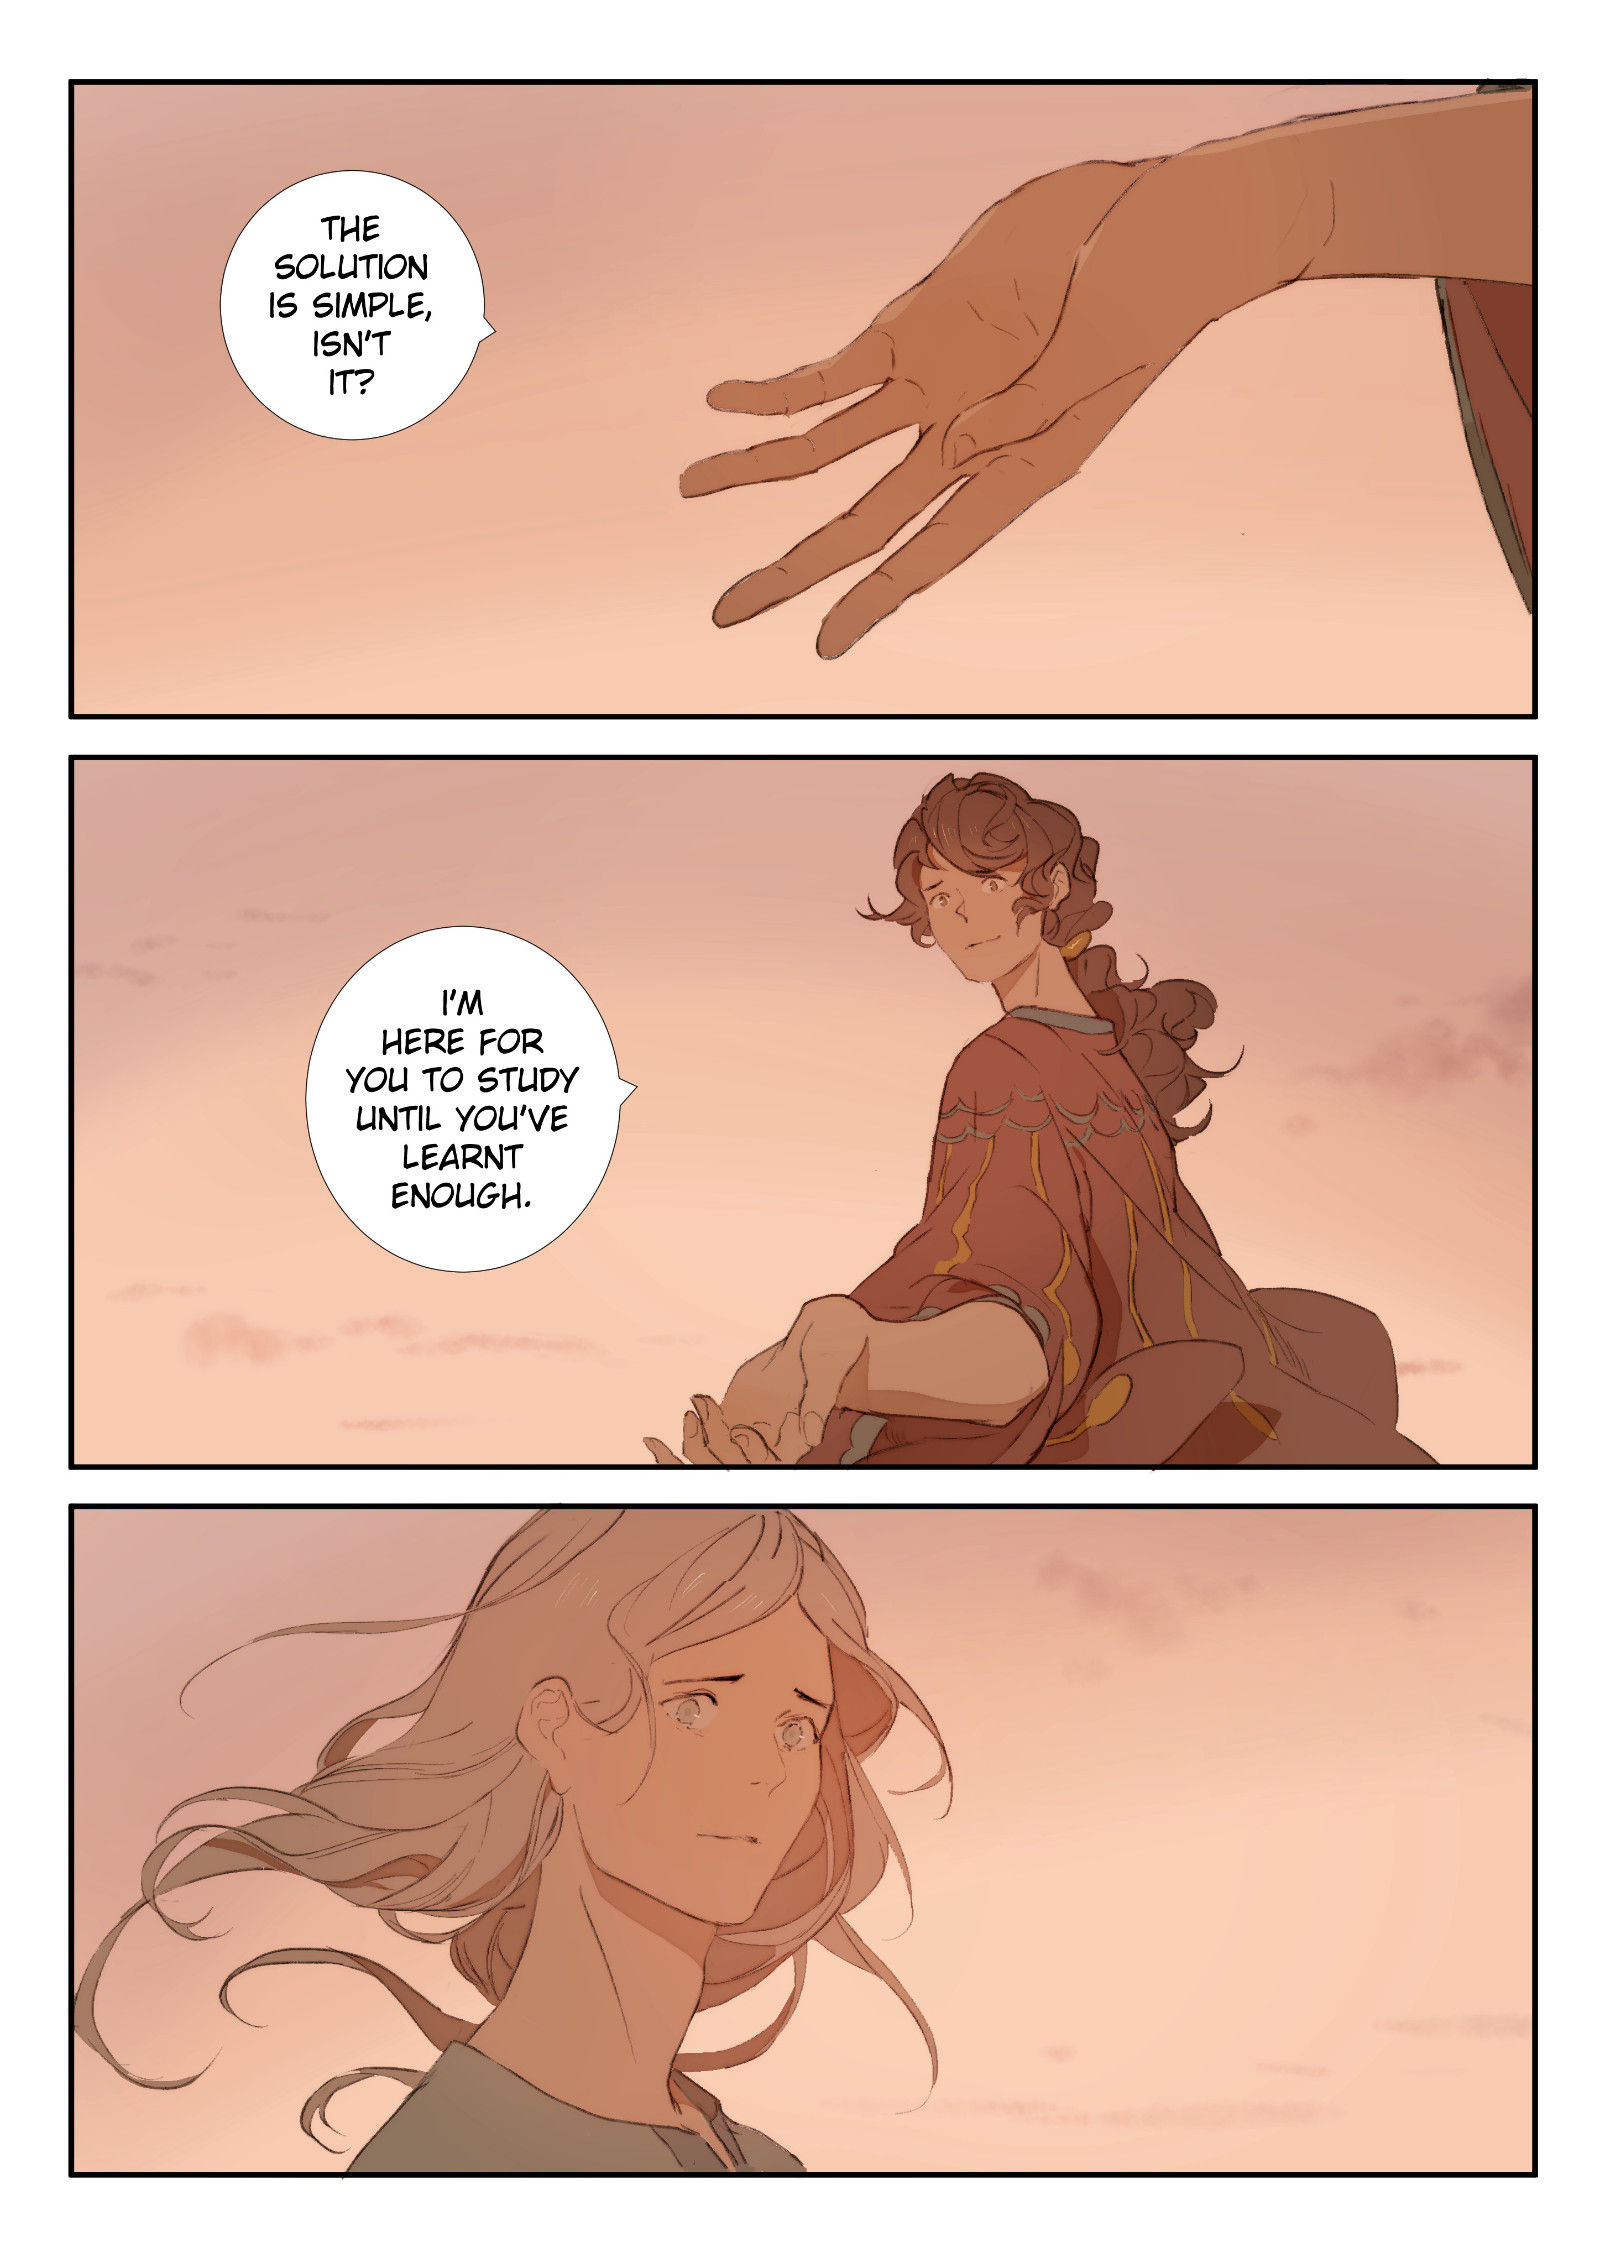 THE
SOLUTION
IS SIMPLE,
ISN'T
IT?
I'M
HERE FOR
YOU TO STUDY
UNTIL YOU'VE
LEARNT
ENOUGH.